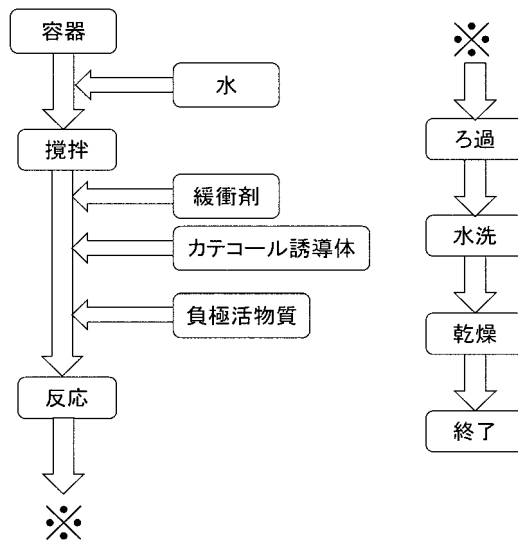 容器
水
撹拌
緩衝剤
カテコール誘導体
負極活物質
反応
※
※
ろ過
水洗
乾燥
終了